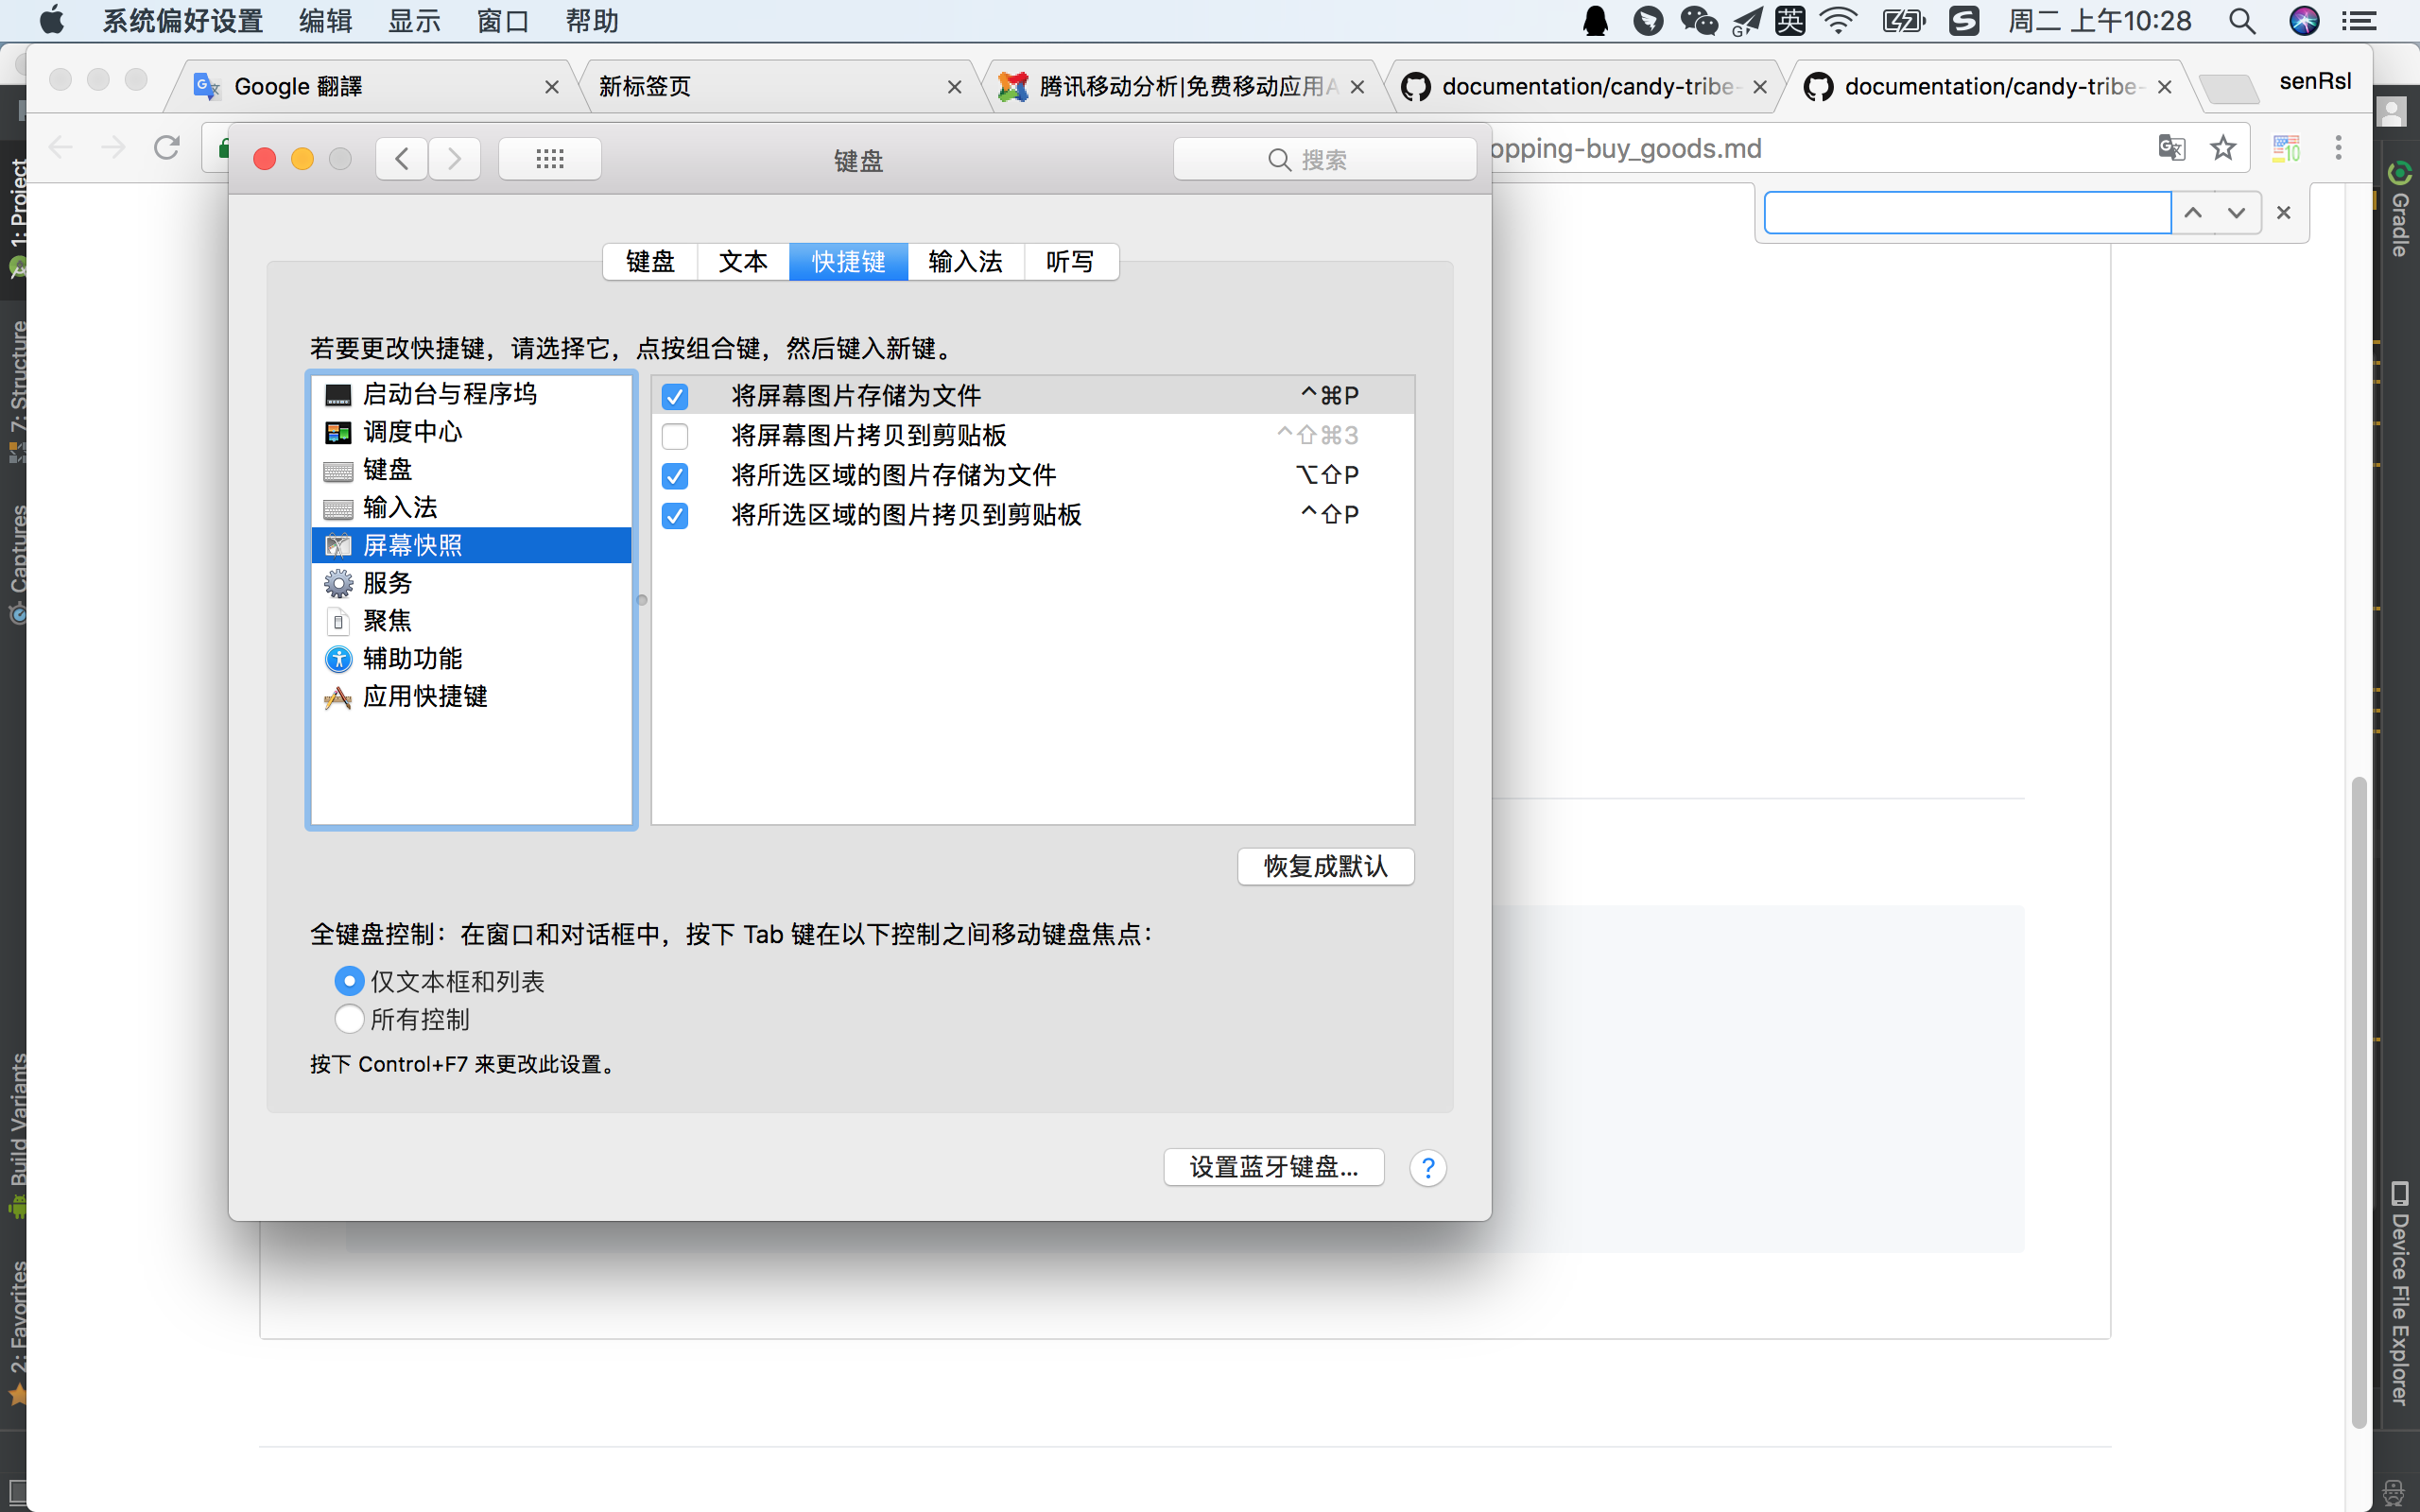 系统偏好设置 编辑 显示 窗口 帮助 英 周二 上午10:28
Google 翻譯 新标签页 腾讯移动分析|免费移动应用A documentation/candy-tribe- documentation/candy-tribe- senRsl
opping-buy_goods.md 10
键盘 搜索
键盘 文本 快捷键 输入法 听写
若要更改快捷键，请选择它，点按组合键，然后键入新键。
启动台与程序坞
调度中心
键盘
输入法
屏幕快照
服务
聚焦
辅助功能
应用快捷键
将屏幕图片存储为文件 ^⌘P
将屏幕图片拷贝到剪贴板 ^⇧⌘3
将所选区域的图片存储为文件 ⌥⇧P
将所选区域的图片拷贝到剪贴板 ^⇧P
恢复成默认
全键盘控制：在窗口和对话框中，按下 Tab 键在以下控制之间移动键盘焦点：
仅文本框和列表
所有控制
按下 Control+F7 来更改此设置。
设置蓝牙键盘... ?
1: Project
7: Structure
Captures
Build Variants
2: Favorites
Gradle
Device File Explorer